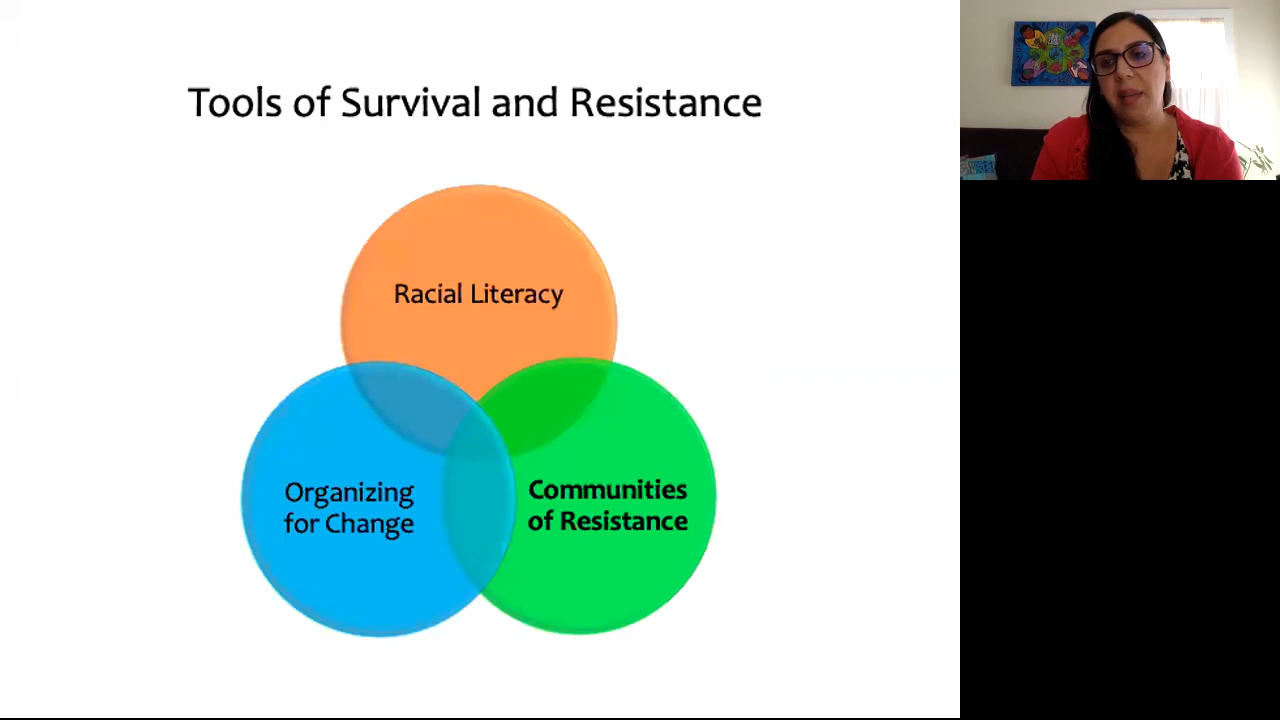 Tools of Survival and Resistance
Racial Literacy
Organizing
for Change
Communities
of Resistance